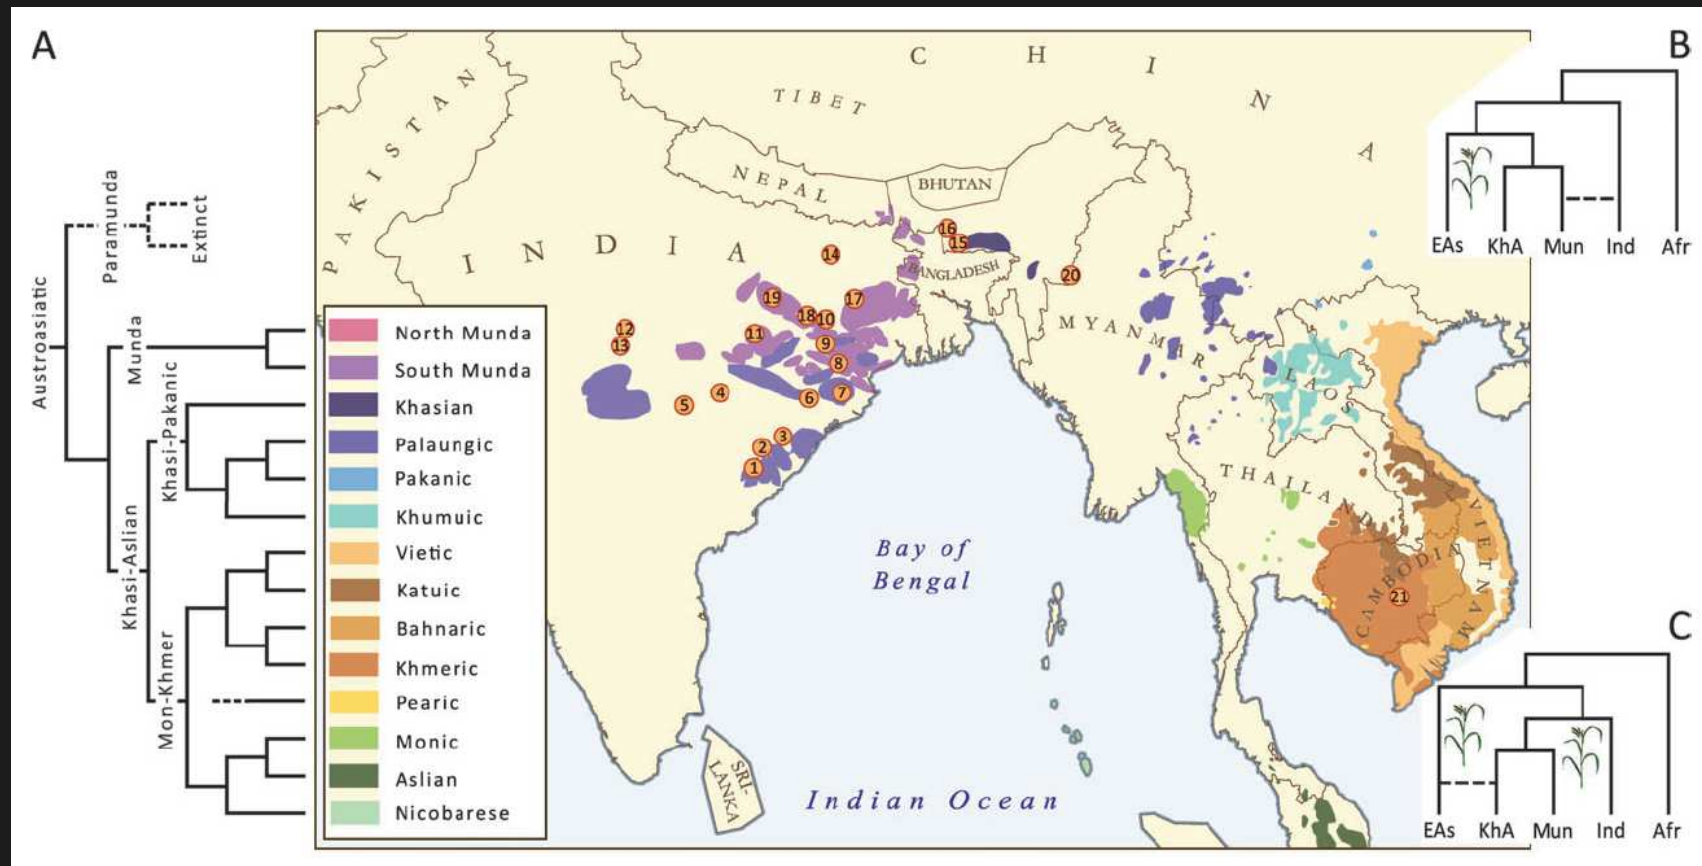 A
B
C
Austroasiatic
Paramunda
Extinct
Munda
Khasi-Aslian
Khasi-Pakanic
Mon-Khmer
North Munda
South Munda
Khasian
Palaungic
Pakanic
Khumuic
Vietic
Katuic
Bahnaric
Khmeric
Pearic
Monic
Aslian
Nicobarese
CHINA
TIBET
PAKISTAN
NEPAL
BHUTAN
INDIA
BANGLADESH
MYANMAR
LAOS
THAILAND
VIETNAM
CAMBODIA
SRI-
LANKA
Bay of
Bengal
Indian Ocean
16
15
14
20
19
17
18
10
12
11
13
9
8
4
7
5
6
3
2
1
21
EAs KhA Mun Ind Afr
EAs KhA Mun Ind Afr